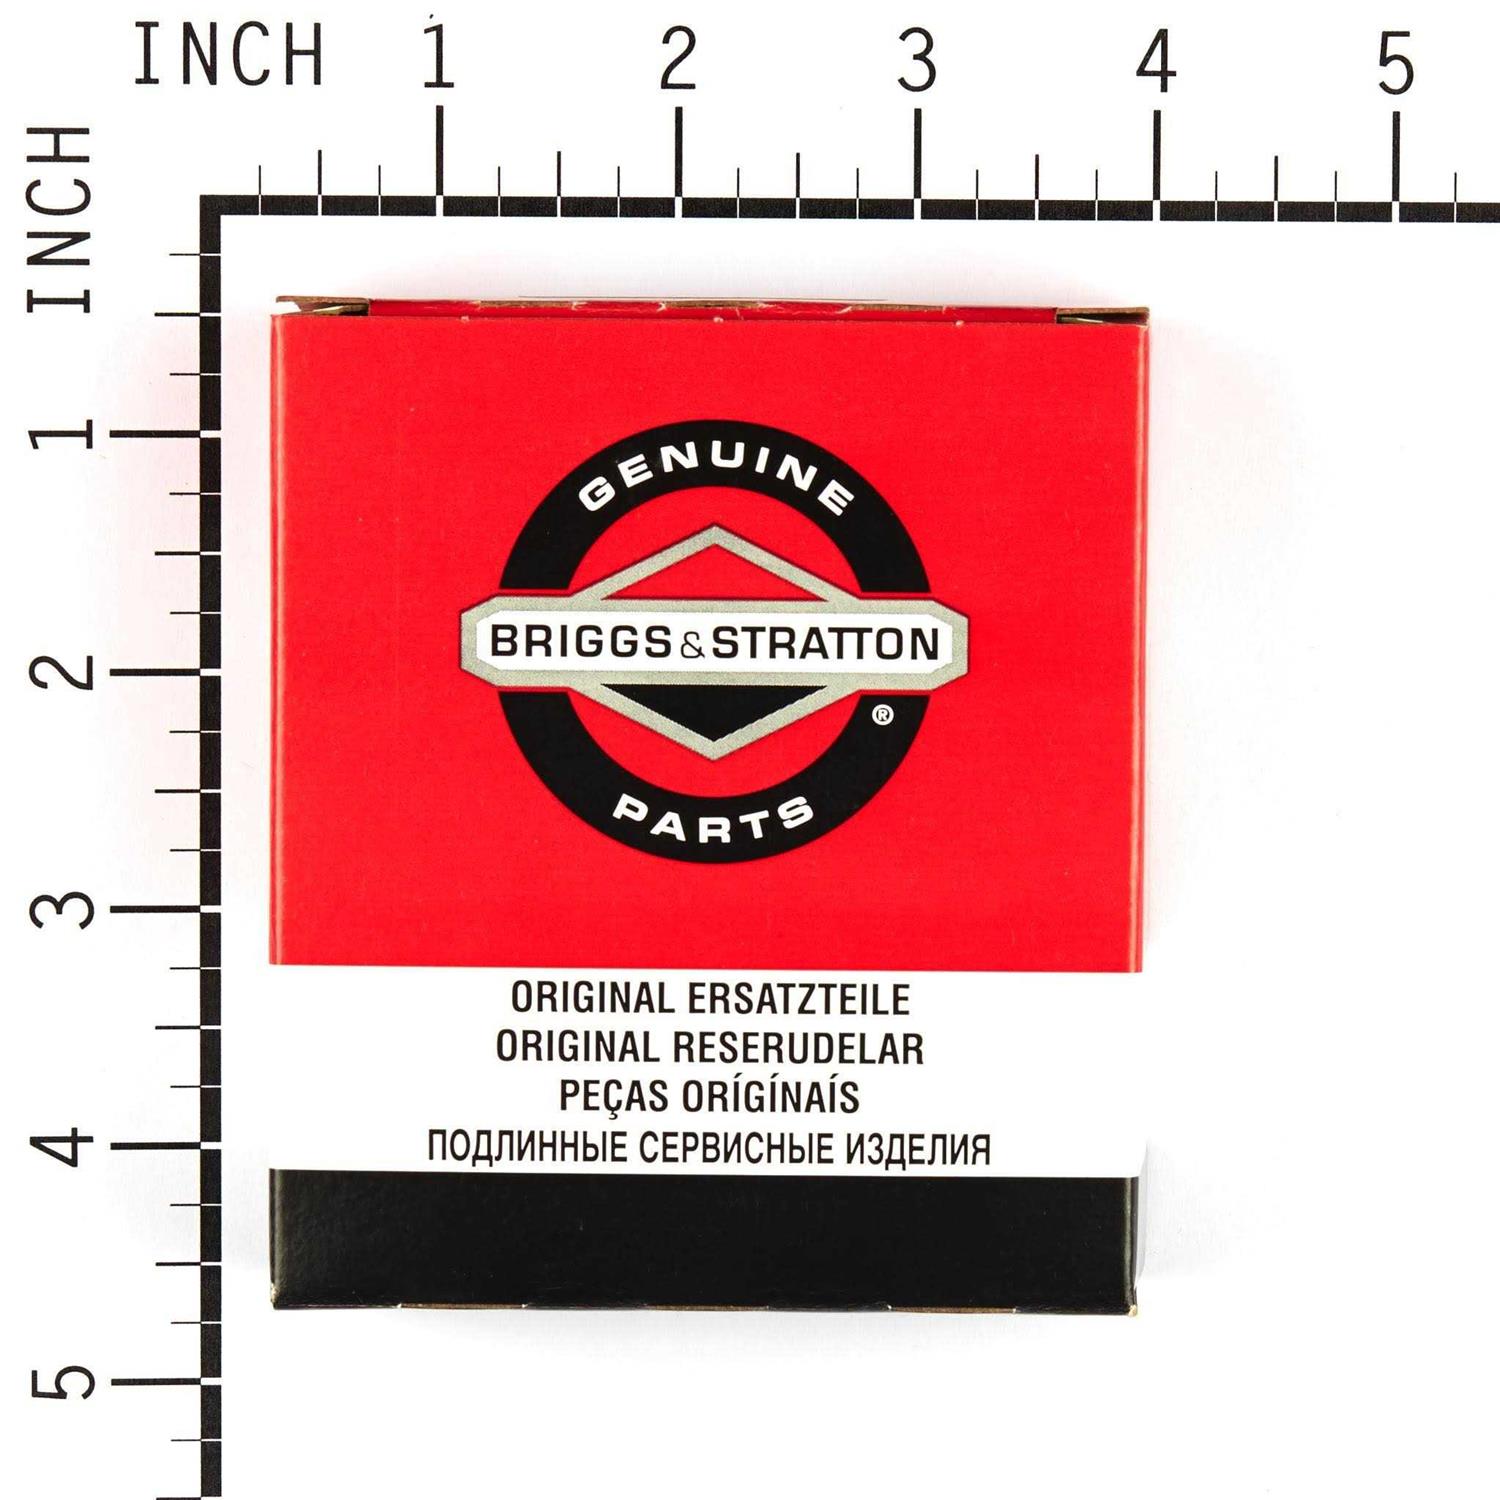 INCH 1 2 3 4 5
INCH
1
2
3
4
5
GENUINE
BRIGGS & STRATTON
®
PARTS
ORIGINAL ERSATZTEILE
ORIGINAL RESERUDELAR
PEÇAS ORÍGÍNAÍS
ПОДЛИННЫЕ СЕРВИСНЫЕ ИЗДЕЛИЯ